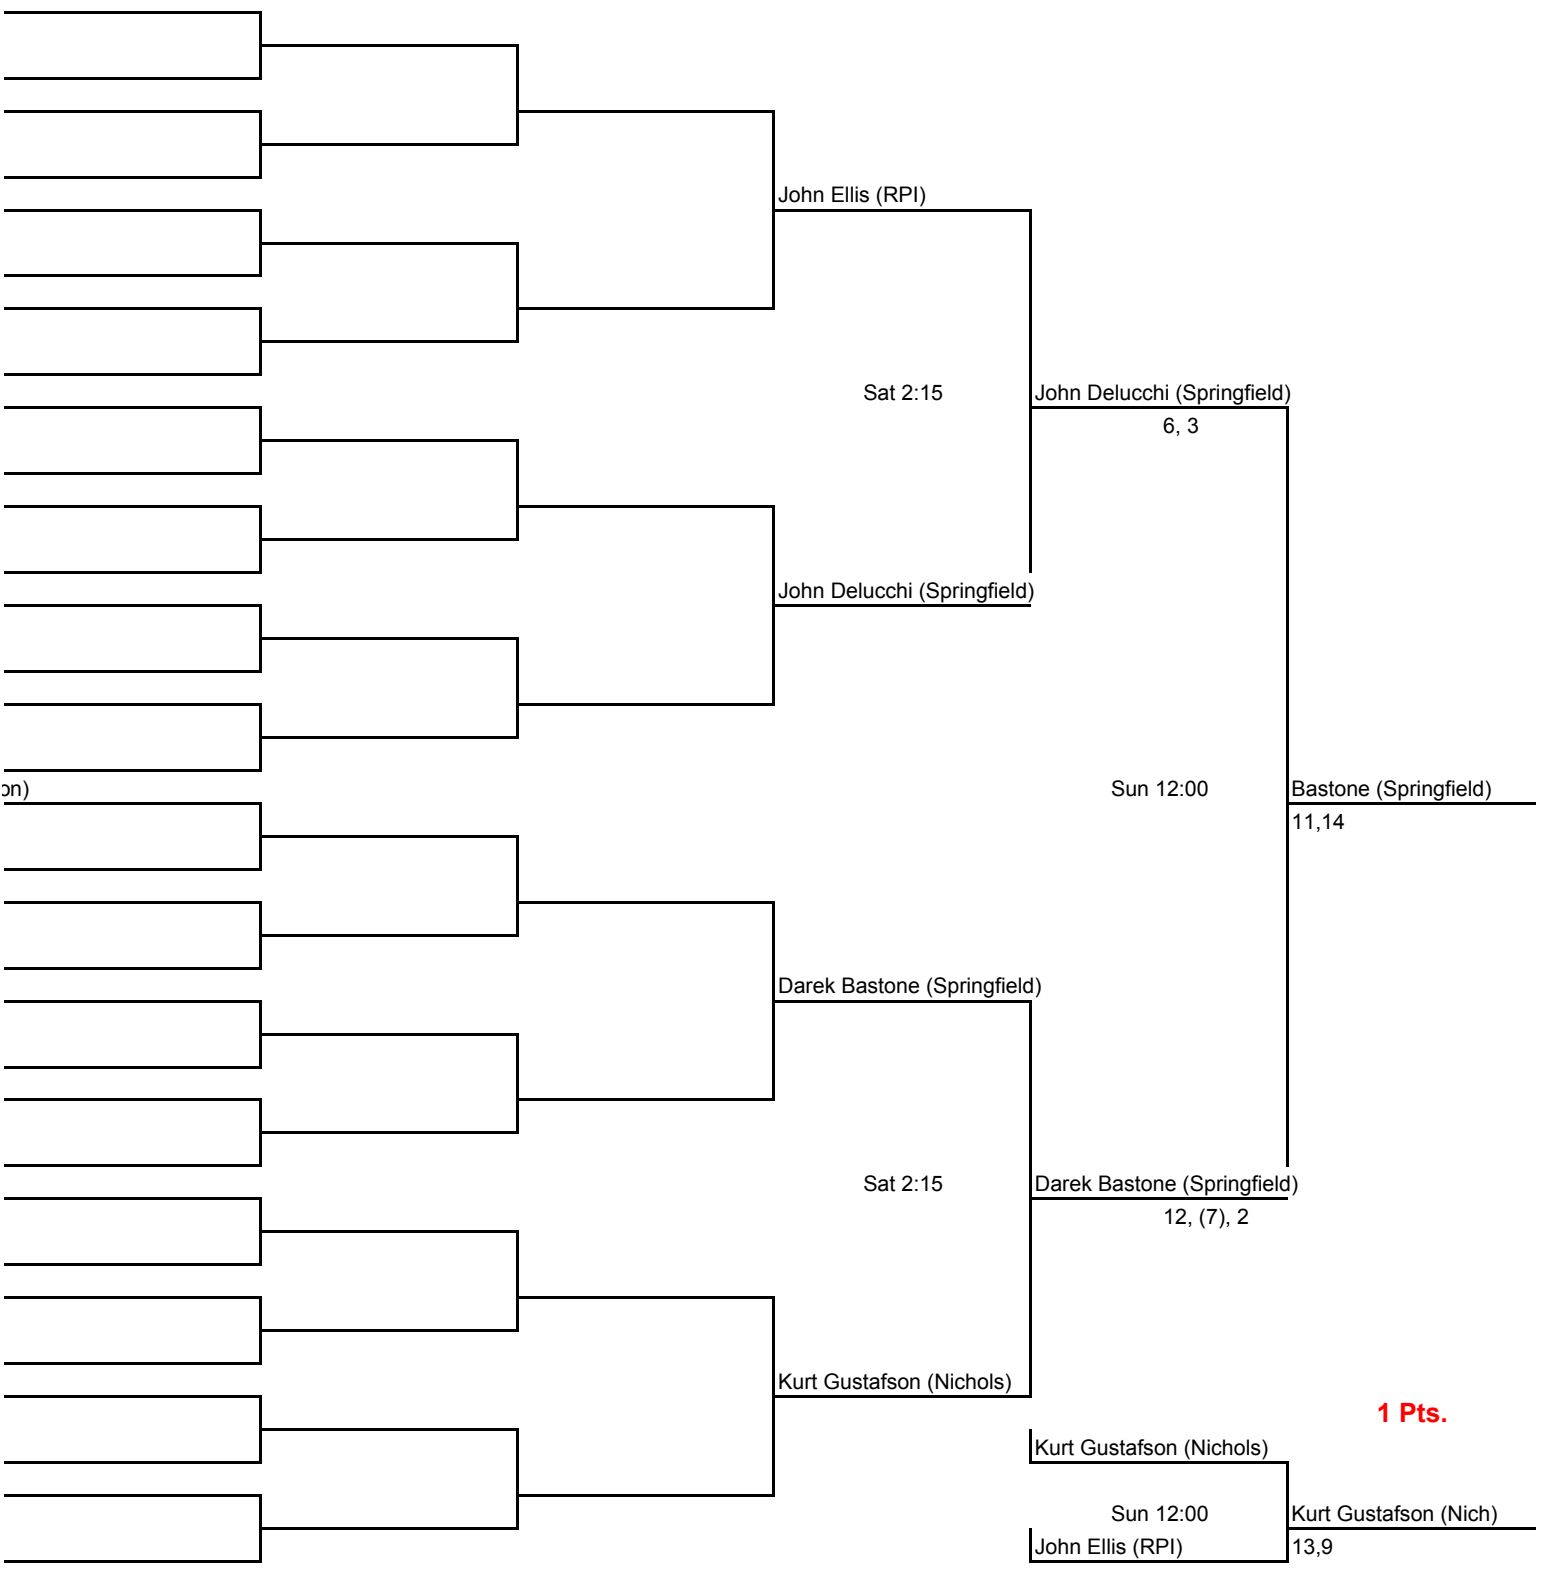 John Ellis (RPI)
Sat 2:15
John Delucchi (Springfield)
6, 3
John Delucchi (Springfield)
on)
Sun 12:00
Bastone (Springfield)
11,14
Darek Bastone (Springfield)
Sat 2:15
Darek Bastone (Springfield)
12, (7), 2
Kurt Gustafson (Nichols)
1 Pts.
Kurt Gustafson (Nichols)
Sun 12:00
Kurt Gustafson (Nich)
John Ellis (RPI)
13,9